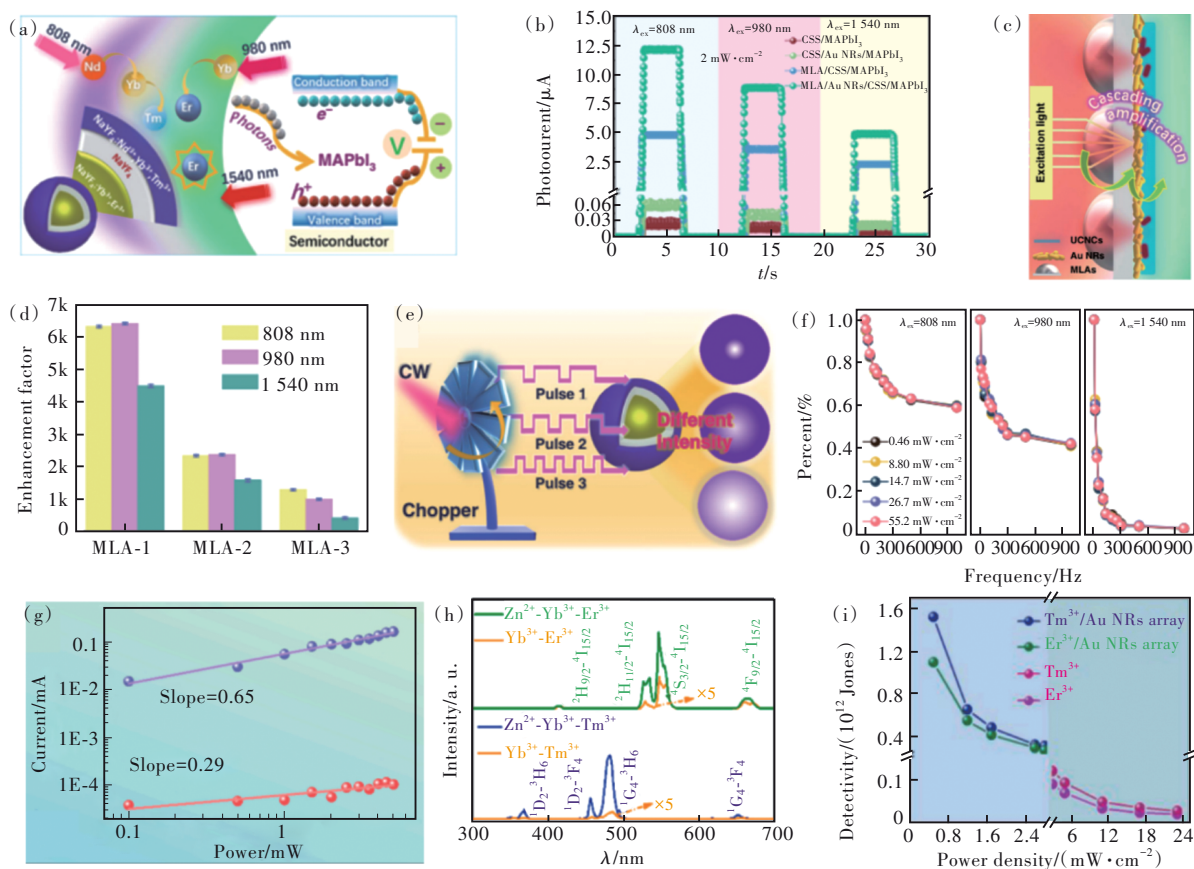 (a)
808 nm
980 nm
Nd
Yb
Yb
Tm
Er
Er
Photons
1540 nm
NaYF₄
Conduction band
e⁻
MAPbI₃
V
−
+
h⁺
Valence band
Semiconductor
(b)
Photoourent/μA
15.0
12.5
10.0
7.5
5.0
2.5
0.06
0.03
0
λex=808 nm
λex=980 nm
λex=1 540 nm
2 mW·cm⁻²
CSS/MAPbI₃
CSS/Au NRs/MAPbI₃
MLA/CSS/MAPbI₃
MLA/Au NRs/CSS/MAPbI₃
0 5 10 15 20 25 30
t/s
(c)
Excitation light
Cascading
amplification
UCNCs
Au NRs
MLAs
(d)
Enhancement factor
7k
6k
5k
4k
3k
2k
1k
0
808 nm
980 nm
1 540 nm
MLA-1 MLA-2 MLA-3
(e)
CW
Pulse 1
Pulse 2
Pulse 3
Different
Intensity
Chopper
(f)
Percent/%
1.0
0.8
0.6
0.4
0.2
0
λex=808 nm
λex=980 nm
λex=1 540 nm
0.46 mW·cm⁻²
8.80 mW·cm⁻²
14.7 mW·cm⁻²
26.7 mW·cm⁻²
55.2 mW·cm⁻²
0 300600900 0 300600900 0 300600900
Frequency/Hz
(g)
Current/mA
0.1
1E-2
1E-3
1E-4
Slope=0.65
Slope=0.29
0.1 1
Power/mW
(h)
Intensity/a. u.
Zn²⁺-Yb³⁺-Er³⁺
Yb³⁺-Er³⁺
²H9/2-⁴I15/2
²H11/2-⁴I15/2
⁴S3/2-⁴I15/2
⁴F9/2-⁴I15/2
×5
Zn²⁺-Yb³⁺-Tm³⁺
Yb³⁺-Tm³⁺
¹D2-³H6
¹D2-³F4
¹G4-³H6
¹G4-³F4
×5
300 400 500 600 700
λ/nm
(i)
Detectivity/(10¹² Jones)
1.6
1.2
0.8
0.4
0.1
0
Tm³⁺/Au NRs array
Er³⁺/Au NRs array
Tm³⁺
Er³⁺
0 0.8 1.6 2.4 6 12 18 24
Power density/(mW·cm⁻²)